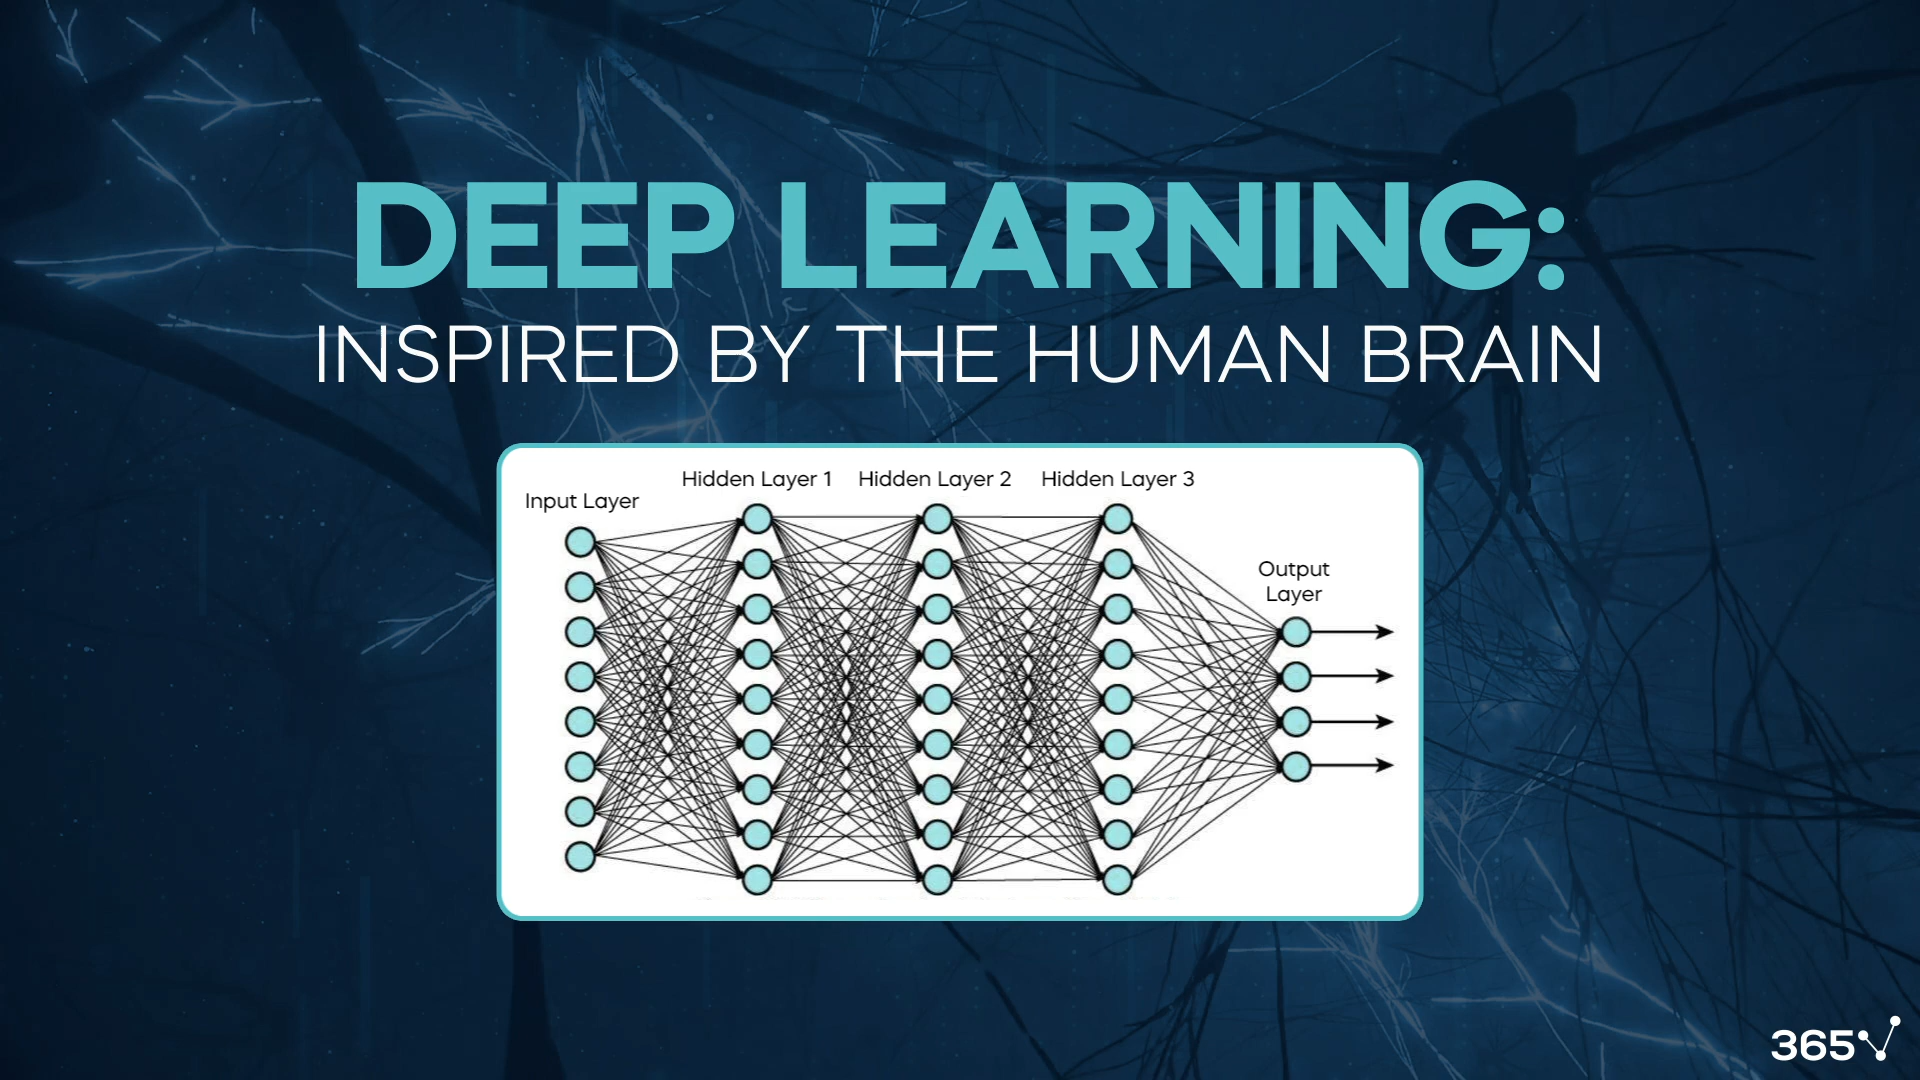 DEEP LEARNING:
INSPIRED BY THE HUMAN BRAIN
Input Layer
Hidden Layer 1
Hidden Layer 2
Hidden Layer 3
Output
Layer
365